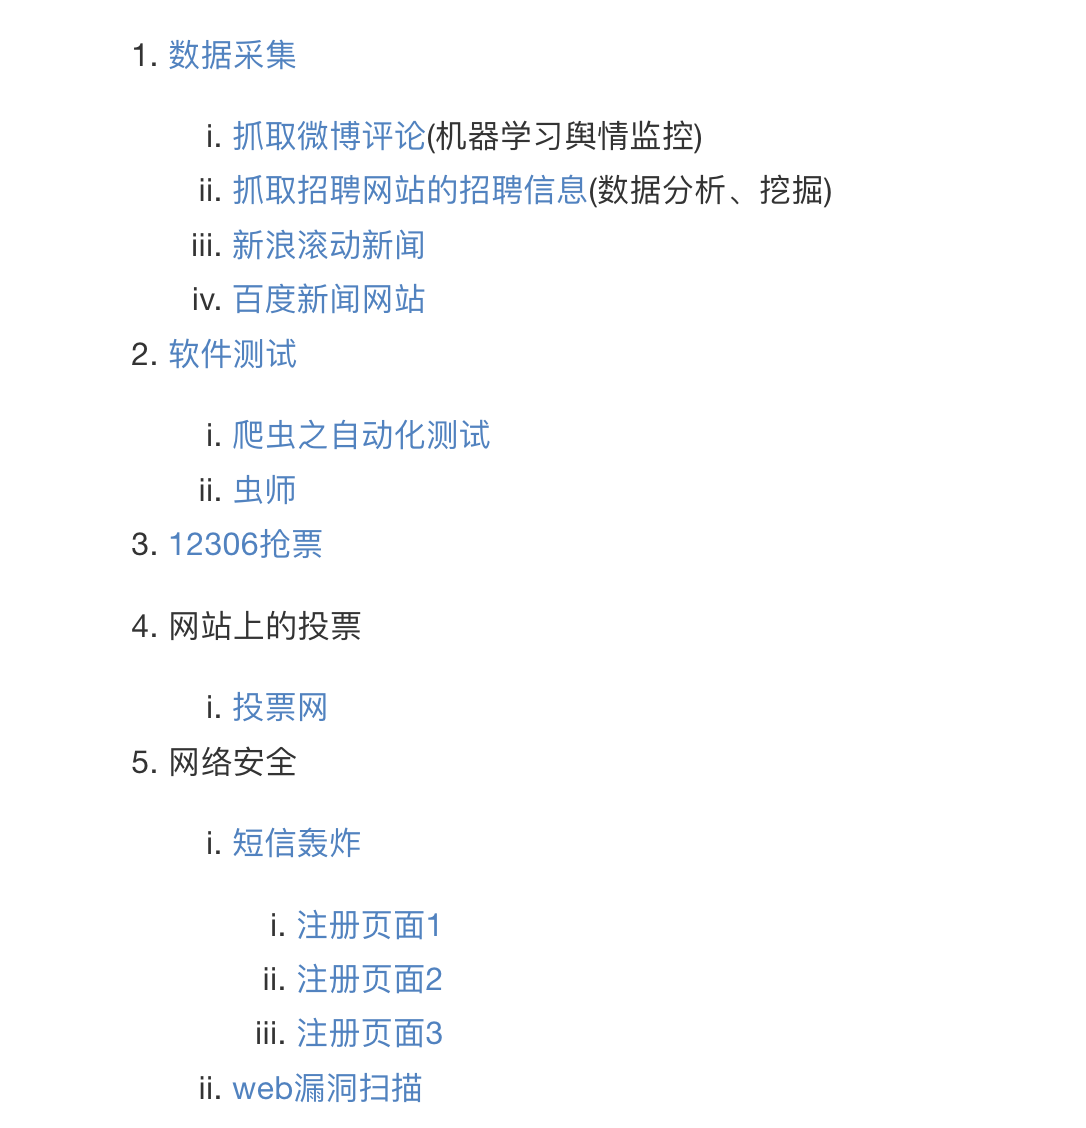 1. 数据采集
i. 抓取微博评论(机器学习舆情监控)
ii. 抓取招聘网站的招聘信息(数据分析、挖掘)
iii. 新浪滚动新闻
iv. 百度新闻网站
2. 软件测试
i. 爬虫之自动化测试
ii. 虫师
3. 12306抢票
4. 网站上的投票
i. 投票网
5. 网络安全
i. 短信轰炸
i. 注册页面1
ii. 注册页面2
iii. 注册页面3
ii. web漏洞扫描